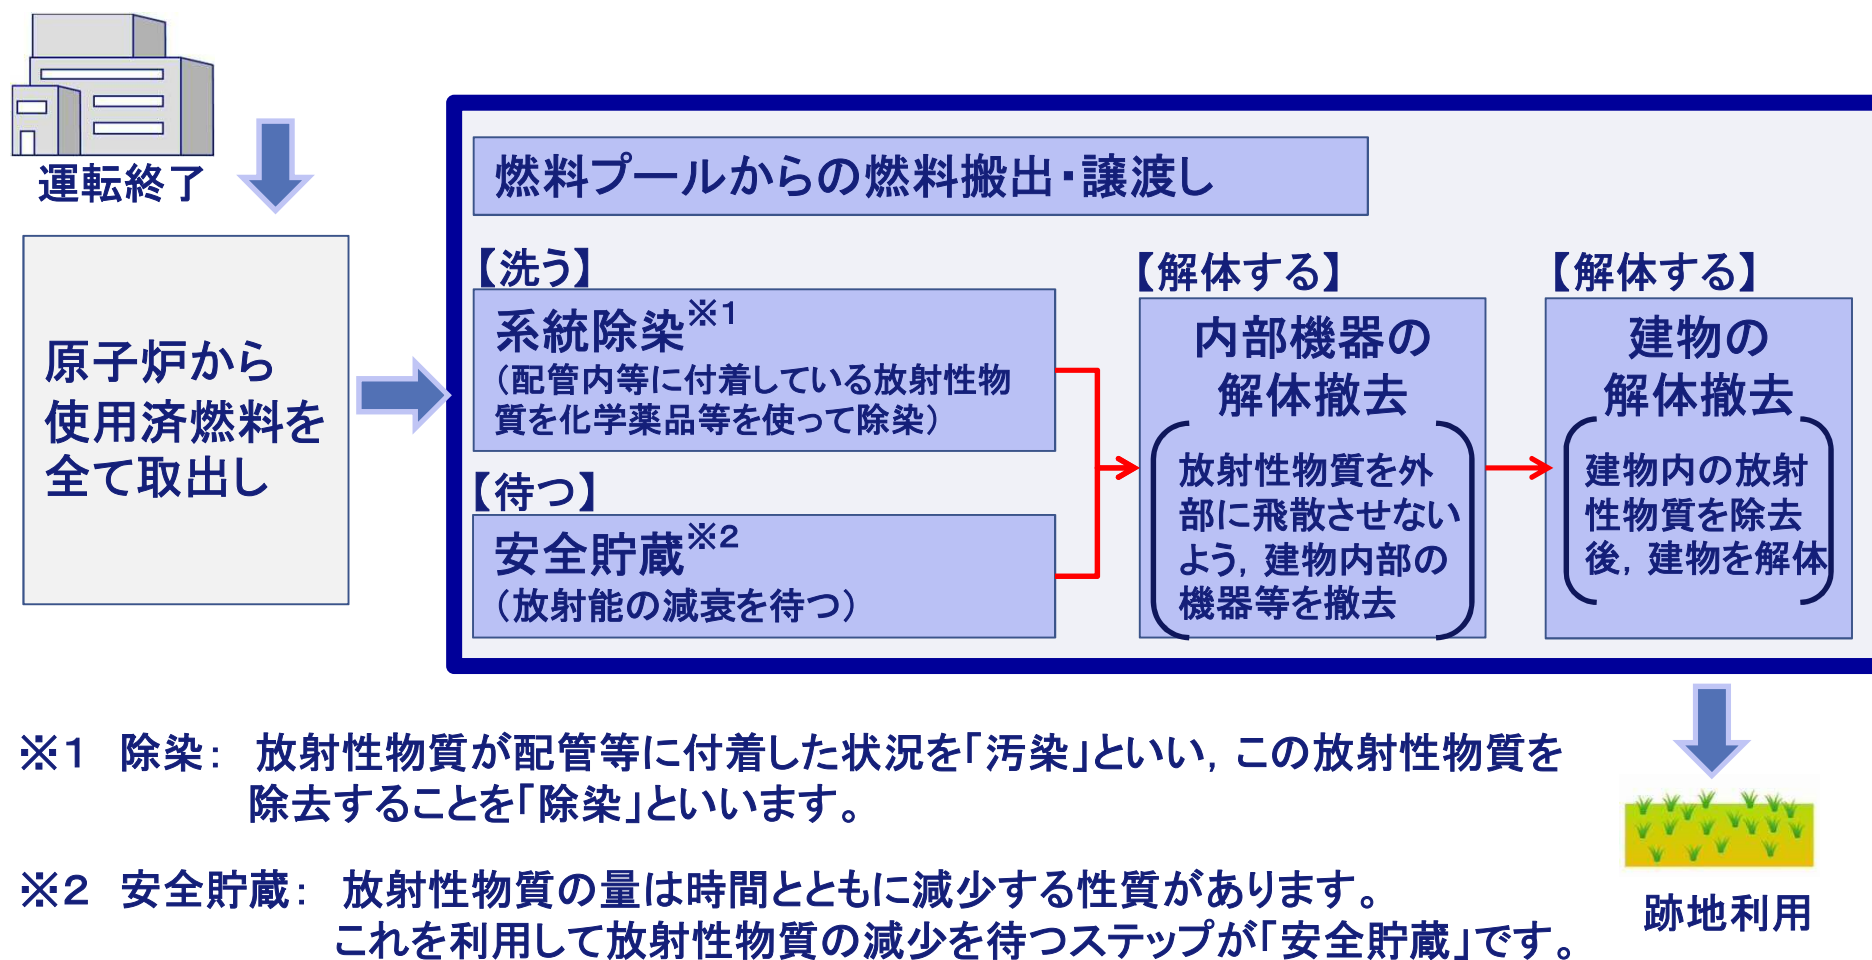 運転終了
原子炉から
使用済燃料を
全て取出し
燃料プールからの燃料搬出・譲渡し
【洗う】
系統除染※1
（配管内等に付着している放射性物
質を化学薬品等を使って除染）
【待つ】
安全貯蔵※2
（放射能の減衰を待つ）
【解体する】
内部機器の
解体撤去
放射性物質を外
部に飛散させない
よう，建物内部の
機器等を撤去
【解体する】
建物の
解体撤去
建物内の放射
性物質を除去
後，建物を解体
※1 除染： 放射性物質が配管等に付着した状況を「汚染」といい，この放射性物質を
除去することを「除染」といいます。
※2 安全貯蔵： 放射性物質の量は時間とともに減少する性質があります。
これを利用して放射性物質の減少を待つステップが「安全貯蔵」です。
跡地利用